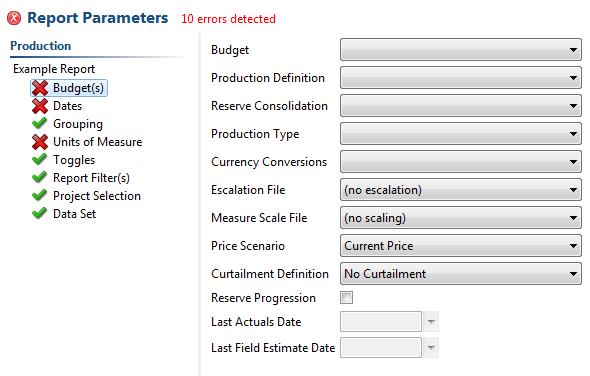 Report Parameters 10 errors detected
Production
Example Report
Budget(s)
Dates
Grouping
Units of Measure
Toggles
Report Filter(s)
Project Selection
Data Set
Budget
Production Definition
Reserve Consolidation
Production Type
Currency Conversions
Escalation File (no escalation)
Measure Scale File (no scaling)
Price Scenario Current Price
Curtailment Definition No Curtailment
Reserve Progression
Last Actuals Date
Last Field Estimate Date